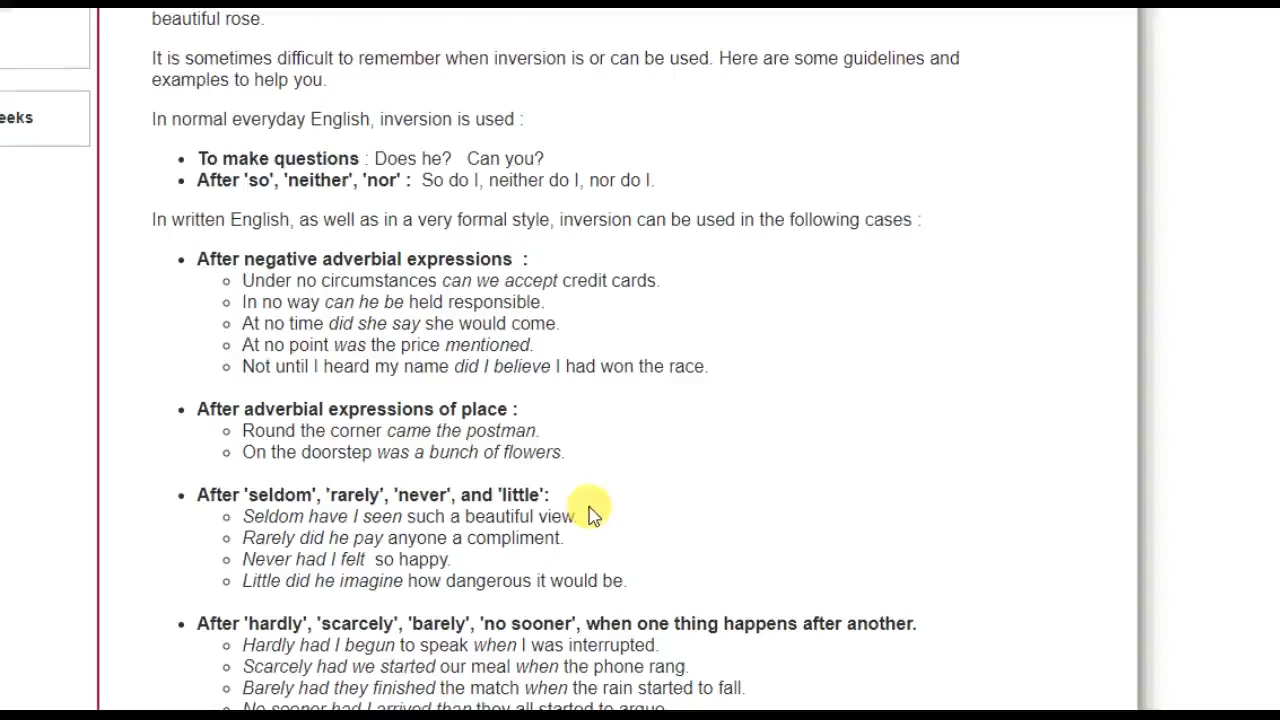 beautiful rose.
eeks
It is sometimes difficult to remember when inversion is or can be used. Here are some guidelines and
examples to help you.
In normal everyday English, inversion is used :
• To make questions : Does he?   Can you?
• After 'so', 'neither', 'nor' :  So do I, neither do I, nor do I.
In written English, as well as in a very formal style, inversion can be used in the following cases :
• After negative adverbial expressions  :
○ Under no circumstances can we accept credit cards.
○ In no way can he be held responsible.
○ At no time did she say she would come.
○ At no point was the price mentioned.
○ Not until I heard my name did I believe I had won the race.
• After adverbial expressions of place :
○ Round the corner came the postman.
○ On the doorstep was a bunch of flowers.
• After 'seldom', 'rarely', 'never', and 'little':
○ Seldom have I seen such a beautiful view.
○ Rarely did he pay anyone a compliment.
○ Never had I felt  so happy.
○ Little did he imagine how dangerous it would be.
• After 'hardly', 'scarcely', 'barely', 'no sooner', when one thing happens after another.
○ Hardly had I begun to speak when I was interrupted.
○ Scarcely had we started our meal when the phone rang.
○ Barely had they finished the match when the rain started to fall.
○ No sooner had I arrived than they all started to argue.